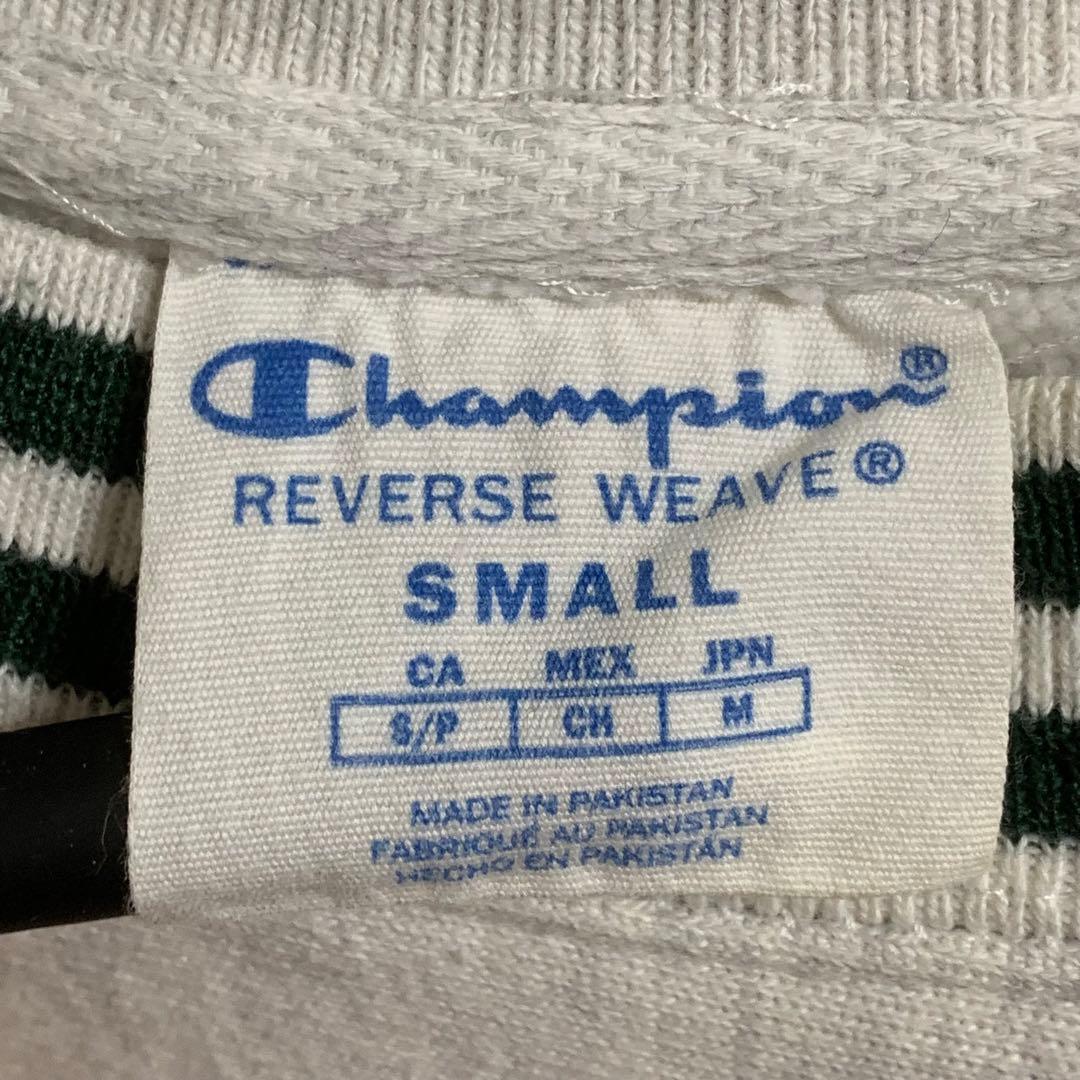 Champion®
REVERSE WEAVE®
SMALL
CA MEX JPN
S/P CH M
MADE IN PAKISTAN
FABRIQUÉ AU PAKISTAN
HECHO EN PAKISTÁN